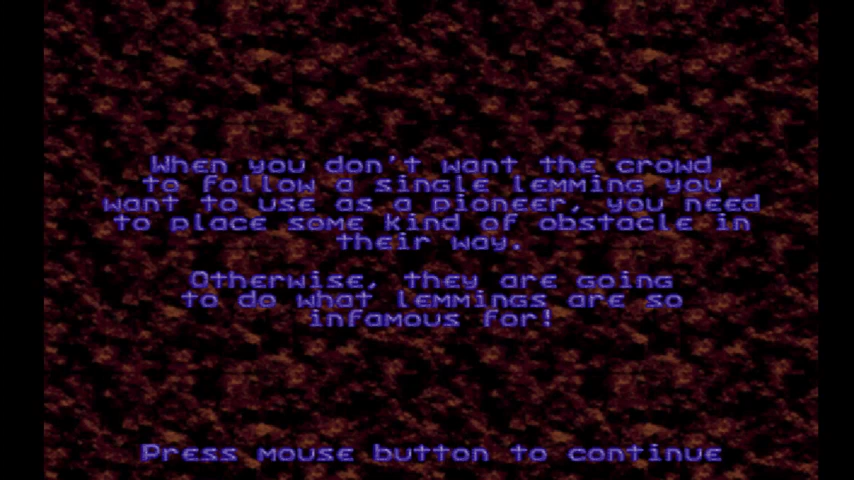 When you don't want the crowd
to follow a single lemming you
want to use as a pioneer, you need
to place some kind of obstacle in
their way.
Otherwise, they are going
to do what lemmings are so
infamous for!
Press mouse button to continue